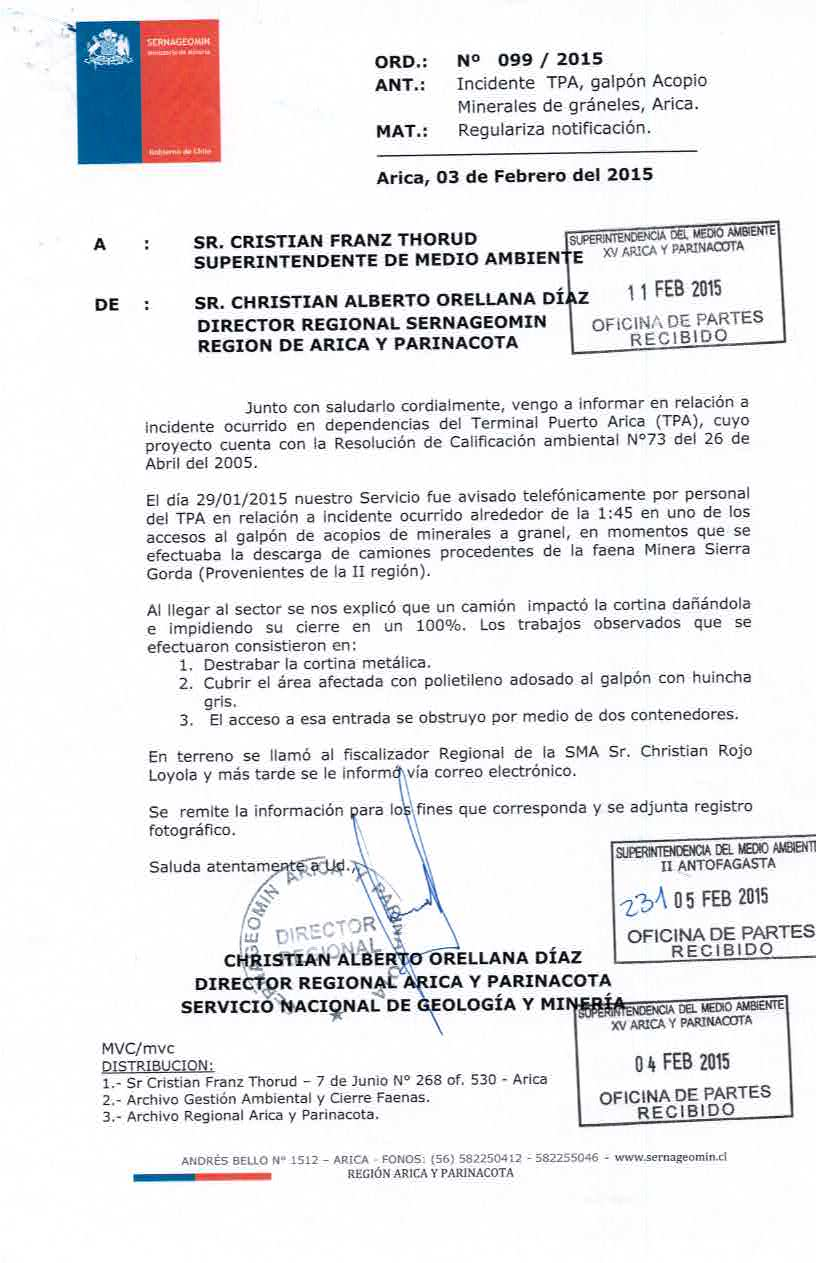 SERNAGEOMIN
Ministerio de Minería
Gobierno de Chile
ORD.: Nº 099 / 2015
ANT.: Incidente TPA, galpón Acopio
Minerales de gráneles, Arica.
MAT.: Regulariza notificación.
Arica, 03 de Febrero del 2015
A : SR. CRISTIAN FRANZ THORUD
SUPERINTENDENTE DE MEDIO AMBIENTE
SUPERINTENDENCIA DEL MEDIO AMBIENTE
XV ARICA Y PARINACOTA
11 FEB 2015
OFICINA DE PARTES
RECIBIDO
DE : SR. CHRISTIAN ALBERTO ORELLANA DÍAZ
DIRECTOR REGIONAL SERNAGEOMIN
REGION DE ARICA Y PARINACOTA
Junto con saludarlo cordialmente, vengo a informar en relación a
incidente ocurrido en dependencias del Terminal Puerto Arica (TPA), cuyo
proyecto cuenta con la Resolución de Calificación ambiental N°73 del 26 de
Abril del 2005.
El día 29/01/2015 nuestro Servicio fue avisado telefónicamente por personal
del TPA en relación a incidente ocurrido alrededor de la 1:45 en uno de los
accesos al galpón de acopios de minerales a granel, en momentos que se
efectuaba la descarga de camiones procedentes de la faena Minera Sierra
Gorda (Provenientes de la II región).
Al llegar al sector se nos explicó que un camión impactó la cortina dañándola
e impidiendo su cierre en un 100%. Los trabajos observados que se
efectuaron consistieron en:
1. Destrabar la cortina metálica.
2. Cubrir el área afectada con polietileno adosado al galpón con huincha
gris.
3. El acceso a esa entrada se obstruyo por medio de dos contenedores.
En terreno se llamó al fiscalizador Regional de la SMA Sr. Christian Rojo
Loyola y más tarde se le informó vía correo electrónico.
Se remite la información para los fines que corresponda y se adjunta registro
fotográfico.
Saluda atentamente a Ud.,
SERNAGEOMIN ARICA Y PARINACOTA
DIRECTOR
REGIONAL
SUPERINTENDENCIA DEL MEDIO AMBIENTE
II ANTOFAGASTA
231 05 FEB 2015
OFICINA DE PARTES
RECIBIDO
CHRISTIAN ALBERTO ORELLANA DÍAZ
DIRECTOR REGIONAL ARICA Y PARINACOTA
SERVICIO NACIONAL DE GEOLOGÍA Y MINERÍA
SUPERINTENDENCIA DEL MEDIO AMBIENTE
XV ARICA Y PARINACOTA
04 FEB 2015
OFICINA DE PARTES
RECIBIDO
MVC/mvc
DISTRIBUCION:
1.- Sr Cristian Franz Thorud – 7 de Junio N° 268 of. 530 - Arica
2.- Archivo Gestión Ambiental y Cierre Faenas.
3.- Archivo Regional Arica y Parinacota.
ANDRÉS BELLO N° 1512 – ARICA - FONOS: (56) 582250412 - 582255046 - www.sernageomin.cl
REGIÓN ARICA Y PARINACOTA